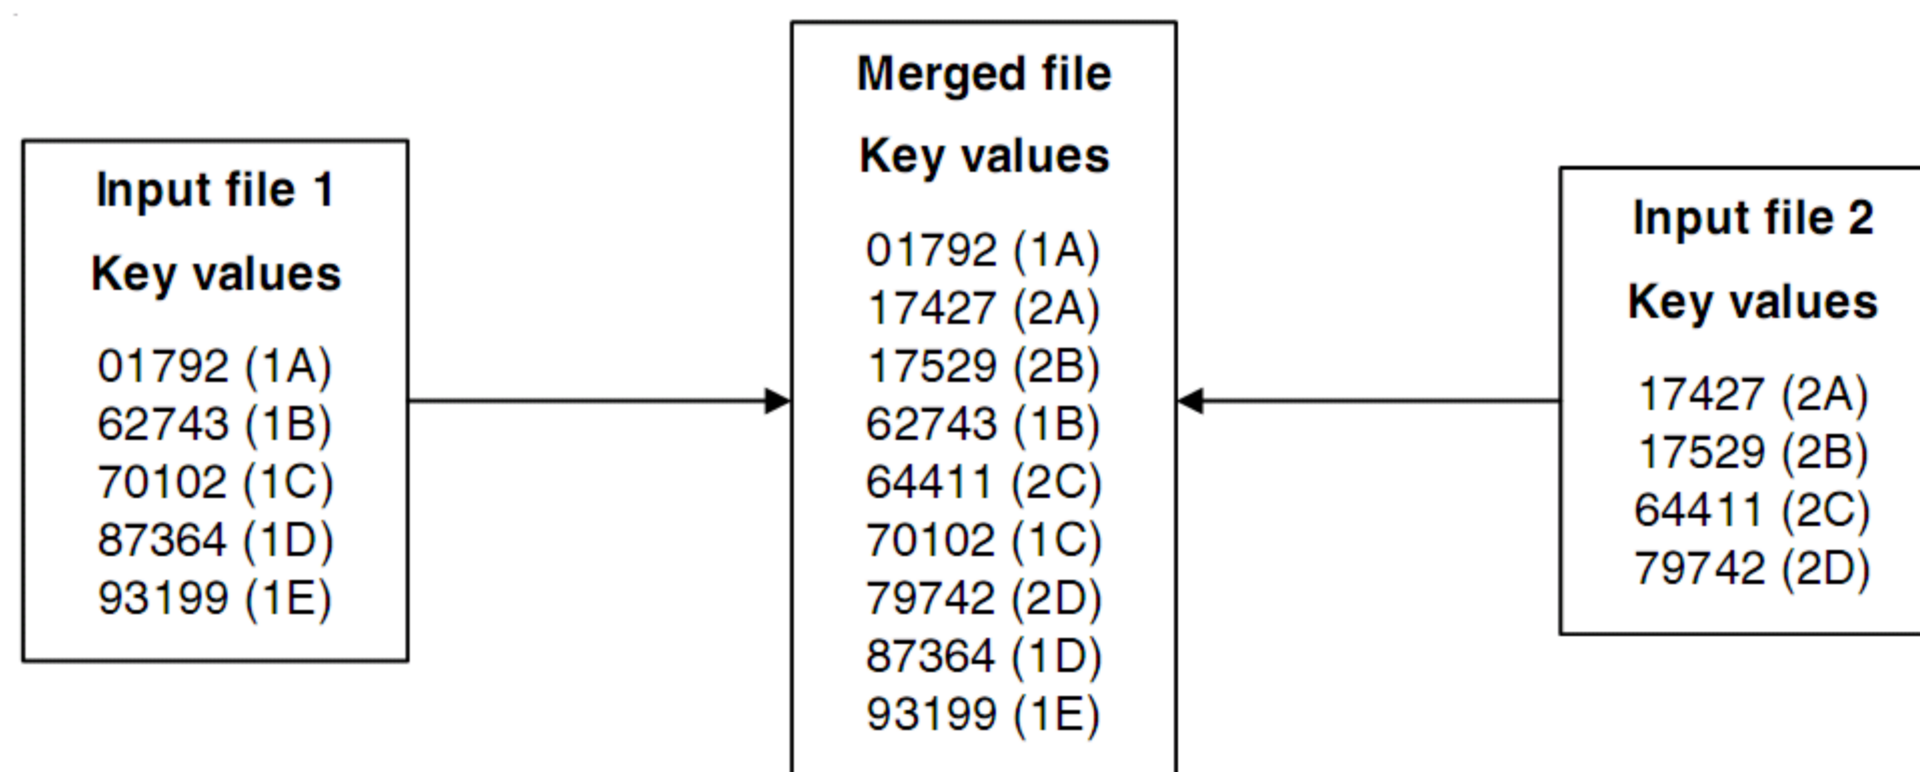 Input file 1
Key values
01792 (1A)
62743 (1B)
70102 (1C)
87364 (1D)
93199 (1E)
Merged file
Key values
01792 (1A)
17427 (2A)
17529 (2B)
62743 (1B)
64411 (2C)
70102 (1C)
79742 (2D)
87364 (1D)
93199 (1E)
Input file 2
Key values
17427 (2A)
17529 (2B)
64411 (2C)
79742 (2D)